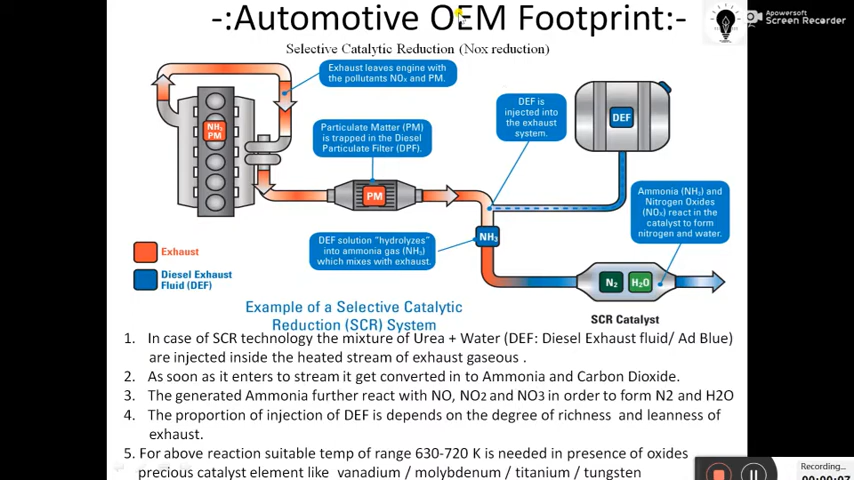 -:Automotive OEM Footprint:-
Apowersoft
Screen Recorder
Selective Catalytic Reduction (Nox reduction)
Exhaust leaves engine with
the pollutants NOX and PM.
DEF is
injected into
the exhaust
system.
DEF
NH3
PM
Particulate Matter (PM)
is trapped in the Diesel
Particulate Filter (DPF).
PM
Ammonia (NH3) and
Nitrogen Oxides
(NOX) react in the
catalyst to form
nitrogen and water.
DEF solution "hydrolyzes"
into ammonia gas (NH3)
which mixes with exhaust.
NH3
Exhaust
Diesel Exhaust
Fluid (DEF)
N2
H2O
Example of a Selective Catalytic
Reduction (SCR) System
SCR Catalyst
1. In case of SCR technology the mixture of Urea + Water (DEF: Diesel Exhaust fluid/ Ad Blue)
are injected inside the heated stream of exhaust gaseous .
2. As soon as it enters to stream it get converted in to Ammonia and Carbon Dioxide.
3. The generated Ammonia further react with NO, NO2 and NO3 in order to form N2 and H2O
4. The proportion of injection of DEF is depends on the degree of richness and leanness of
exhaust.
5. For above reaction suitable temp of range 630-720 K is needed in presence of oxides
precious catalyst element like vanadium / molybdenum / titanium / tungsten
Recording...
00:00:07